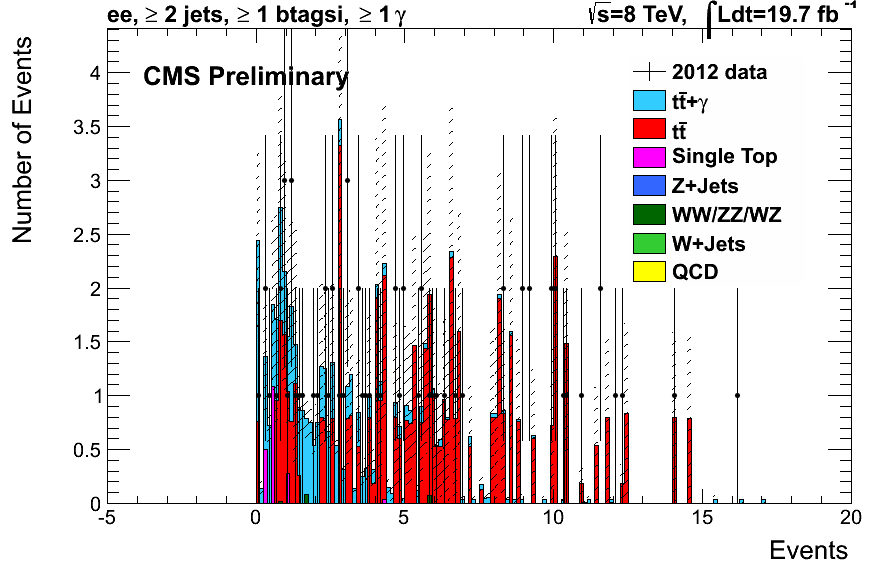 ee, ≥ 2 jets, ≥ 1 btagsi, ≥ 1 γ
√s=8 TeV, ∫Ldt=19.7 fb⁻¹
Number of Events
CMS Preliminary
2012 data
tt̄+γ
tt̄
Single Top
Z+Jets
WW/ZZ/WZ
W+Jets
QCD
4
3.5
3
2.5
2
1.5
1
0.5
0
-5 0 5 10 15 20
Events